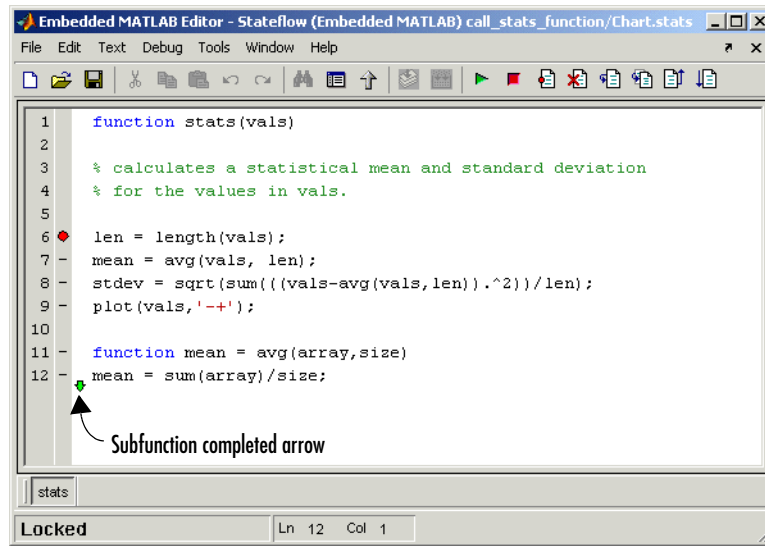 Embedded MATLAB Editor - Stateflow (Embedded MATLAB) call_stats_function/Chart.stats
File Edit Text Debug Tools Window Help
1 function stats(vals)
2
3 % calculates a statistical mean and standard deviation
4 % for the values in vals.
5
6 len = length(vals);
7 - mean = avg(vals, len);
8 - stdev = sqrt(sum(((vals-avg(vals,len)).^2))/len);
9 - plot(vals,'-+');
10
11 - function mean = avg(array,size)
12 - mean = sum(array)/size;
Subfunction completed arrow
stats
Locked Ln 12 Col 1